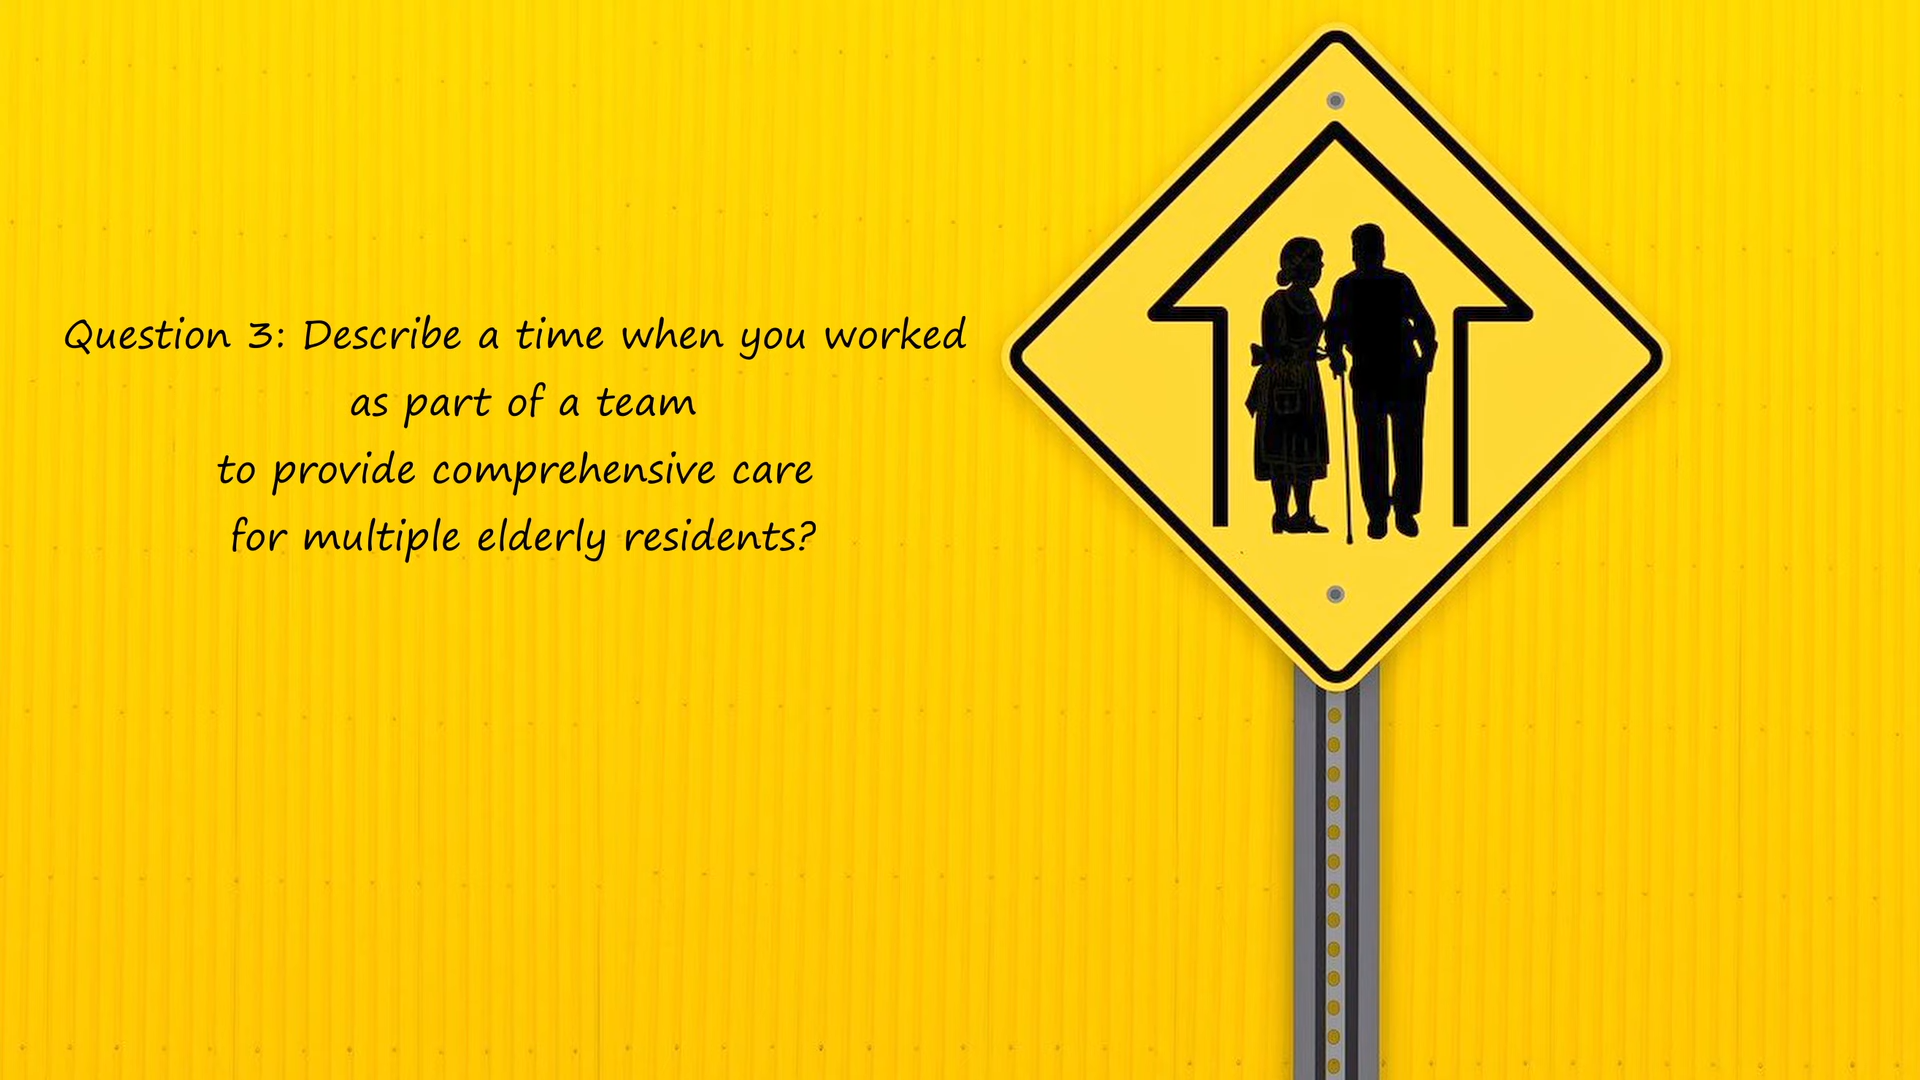 Question 3: Describe a time when you worked
as part of a team
to provide comprehensive care
for multiple elderly residents?